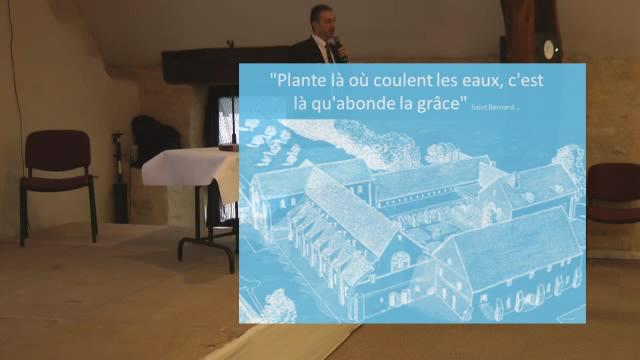 "Plante là où coulent les eaux, c'est
là qu'abonde la grâce" Saint Bernard...